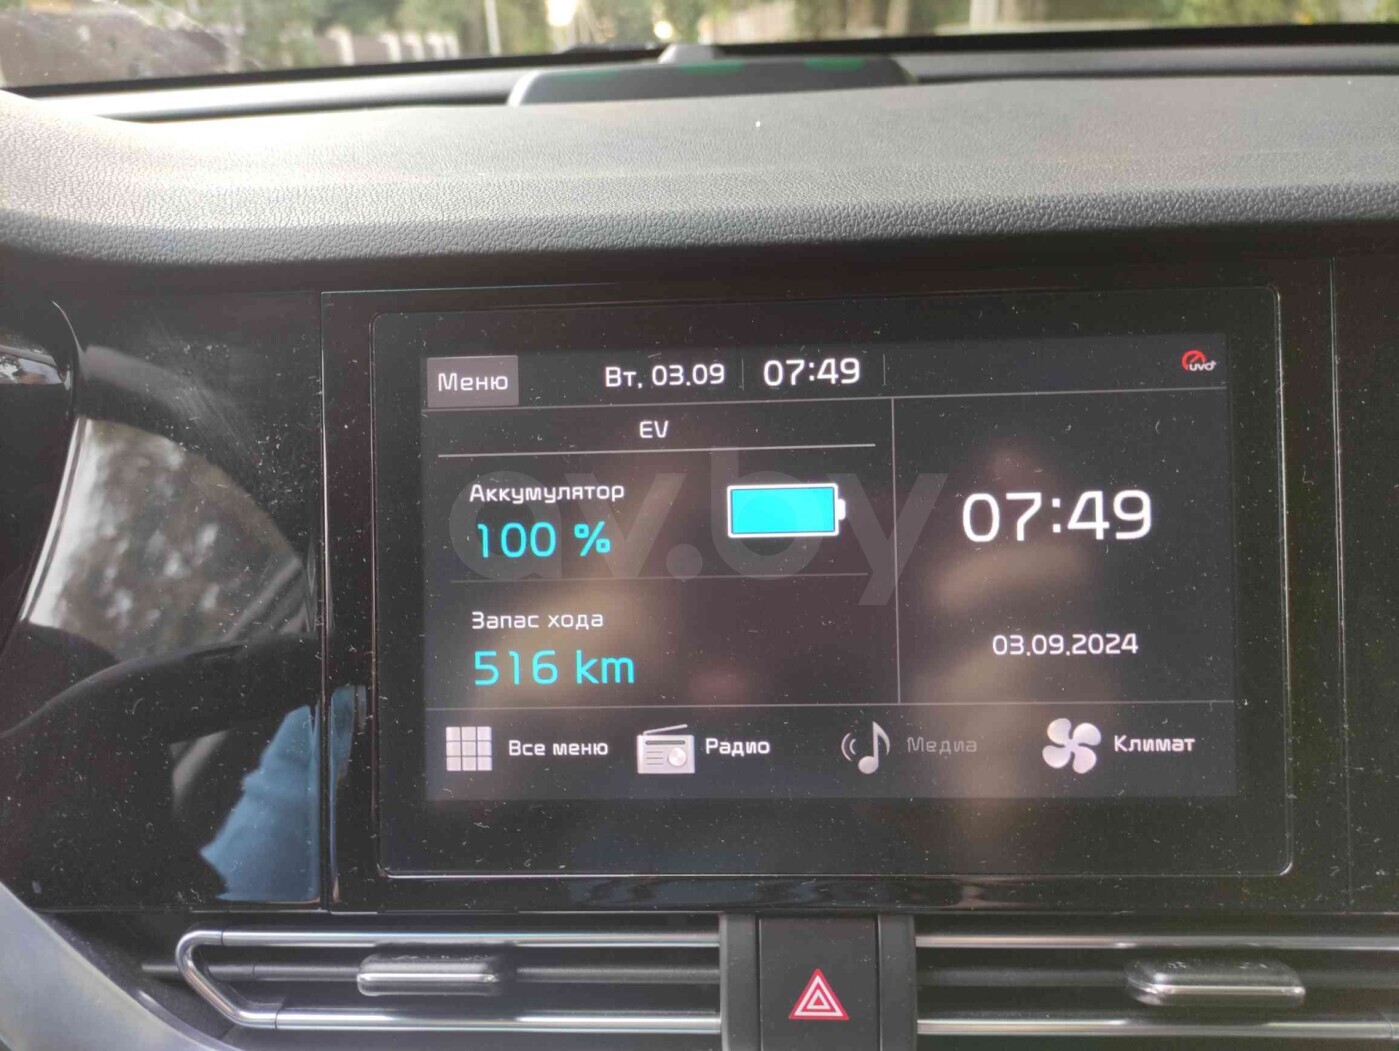 Меню
Вт. 03.09
07:49
UVO
EV
Аккумулятор
100 %
07:49
av.by
Запас хода
516 km
03.09.2024
Все меню
Радио
Медиа
Климат